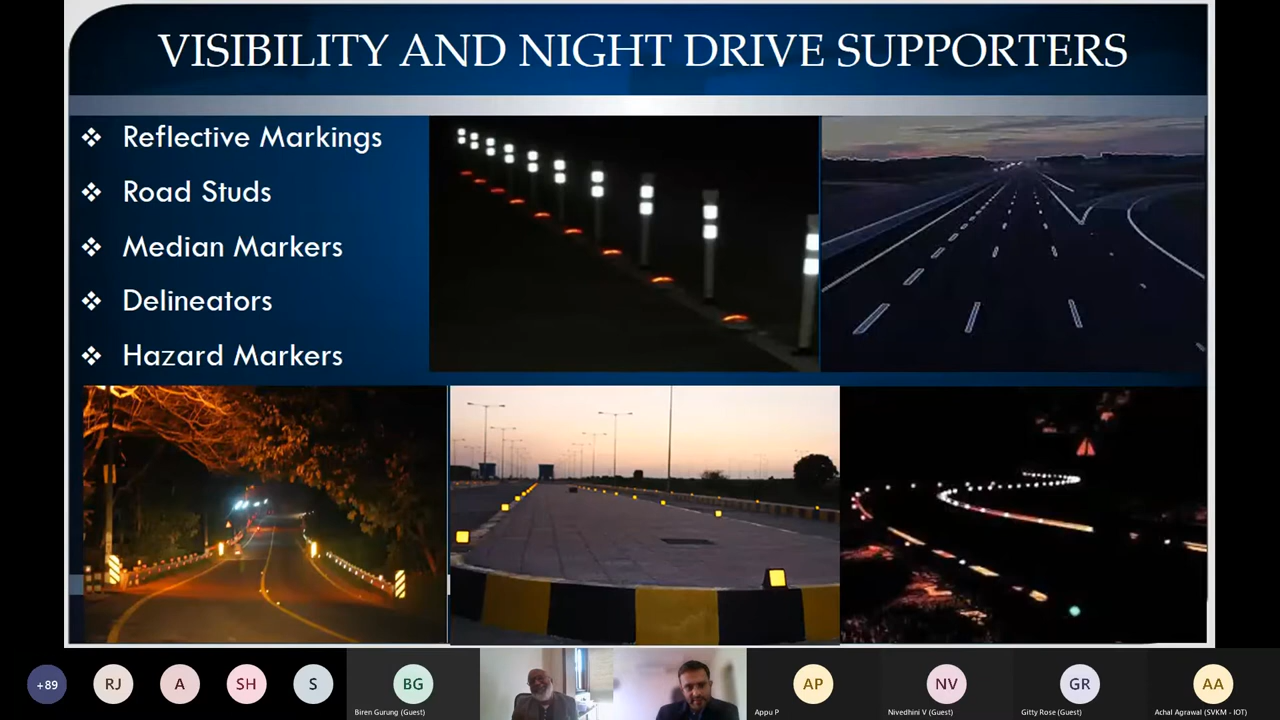 VISIBILITY AND NIGHT DRIVE SUPPORTERS
Reflective Markings
Road Studs
Median Markers
Delineators
Hazard Markers
+89
RJ
A
SH
S
BG
Biren Gurung (Guest)
AP
Appu P
NV
Nivedhini V (Guest)
GR
Gitty Rose (Guest)
AA
Achal Agrawal (SVKM - IOT)